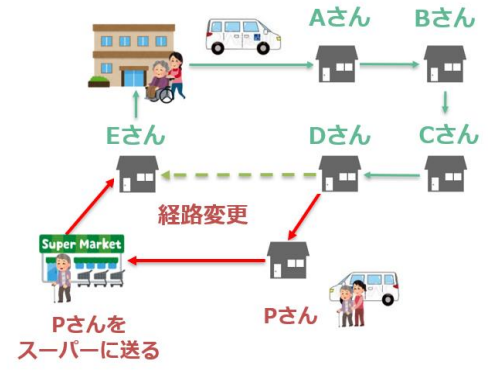 Aさん
Bさん
Eさん
Dさん
Cさん
経路変更
Super Market
Pさん
Pさんを
スーパーに送る